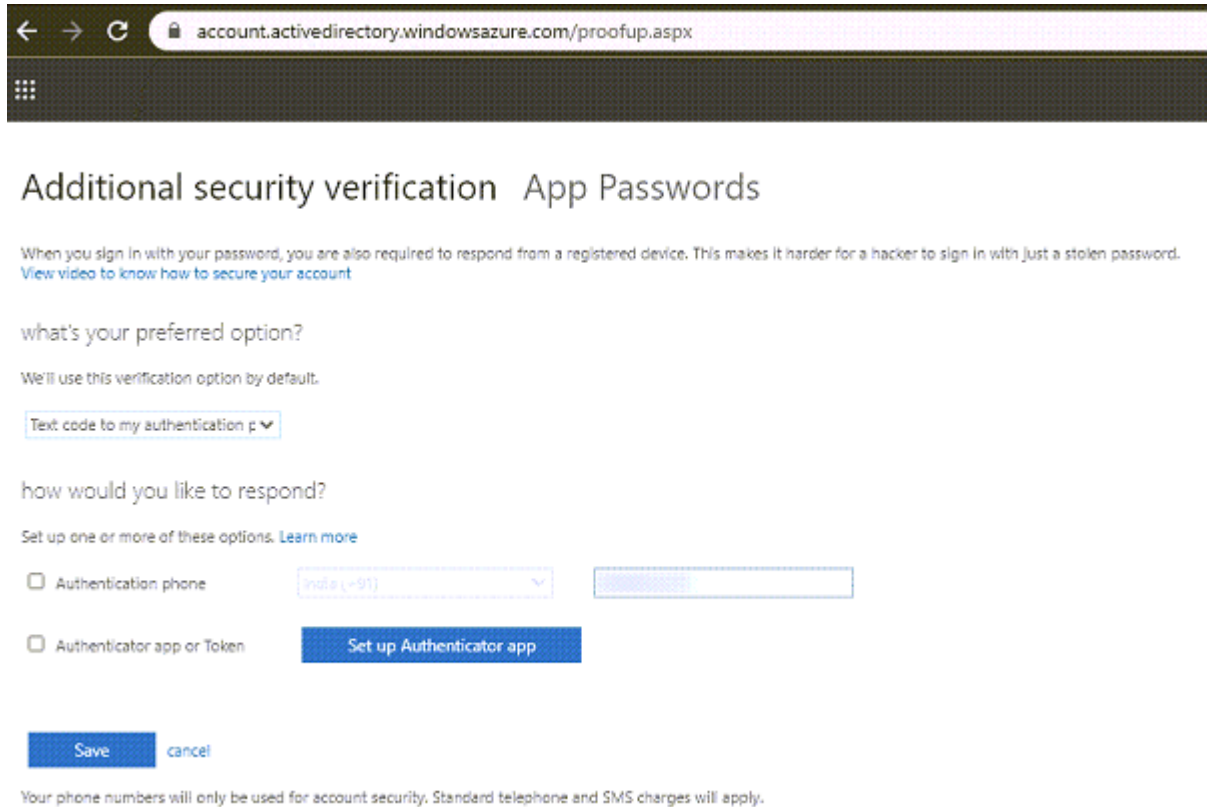 account.activedirectory.windowsazure.com/proofup.aspx
Additional security verification App Passwords
When you sign in with your password, you are also required to respond from a registered device. This makes it harder for a hacker to sign in with just a stolen password.
View video to know how to secure your account
what's your preferred option?
We'll use this verification option by default.
Text code to my authentication p
how would you like to respond?
Set up one or more of these options. Learn more
Authentication phone India (+91)
Authenticator app or Token Set up Authenticator app
Save cancel
Your phone numbers will only be used for account security. Standard telephone and SMS charges will apply.